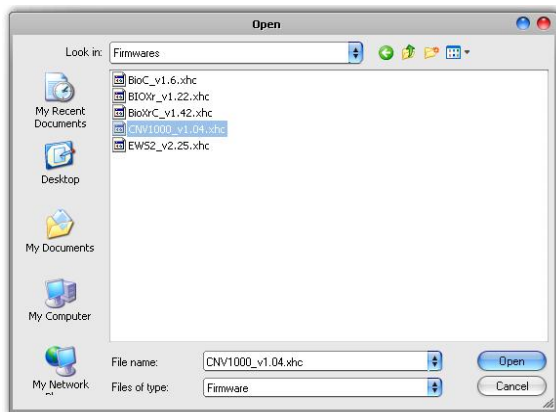 Open
Look in: Firmwares
My Recent Documents
Desktop
My Documents
My Computer
My Network
BioC_v1.6.xhc
BIOXr_v1.22.xhc
BioXrC_v1.42.xhc
CNV1000_v1.04.xhc
EWS2_v2.25.xhc
File name: CNV1000_v1.04.xhc Open
Files of type: Firmware Cancel